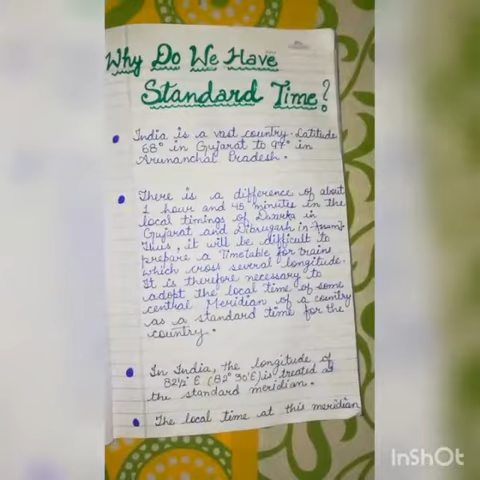 Why Do We Have
Standard Time?
India is a vast country. Latitude
68° in Gujarat to 97° in
Arunanchal Pradesh.
There is a difference of about
1 hour and 45 minutes in the
local timings of Dwarka in
Gujarat and Dibrugash in Assam.
Thus, it will be difficult to
prepare a Timetable for trains
which cross several longitude.
It is therefore necessary to
adopt the local time of some
central Meridian of a country
as a standard time for the
country.
In India, the longitude of
82½° E (82° 30'E) is treated as
the standard meridian.
The local time at this meridian
InShOt